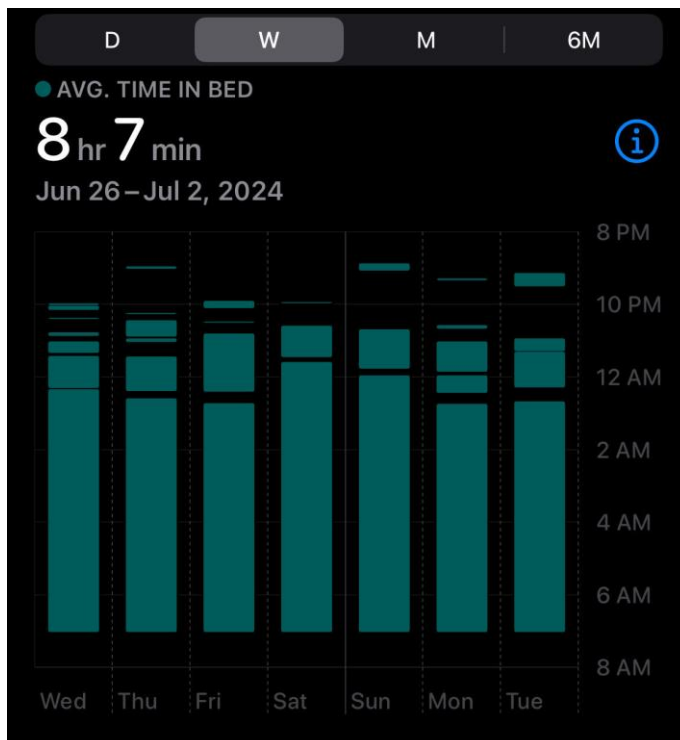 D W M 6M
AVG. TIME IN BED
8 hr 7 min
Jun 26–Jul 2, 2024
8 PM
10 PM
12 AM
2 AM
4 AM
6 AM
8 AM
Wed Thu Fri Sat Sun Mon Tue